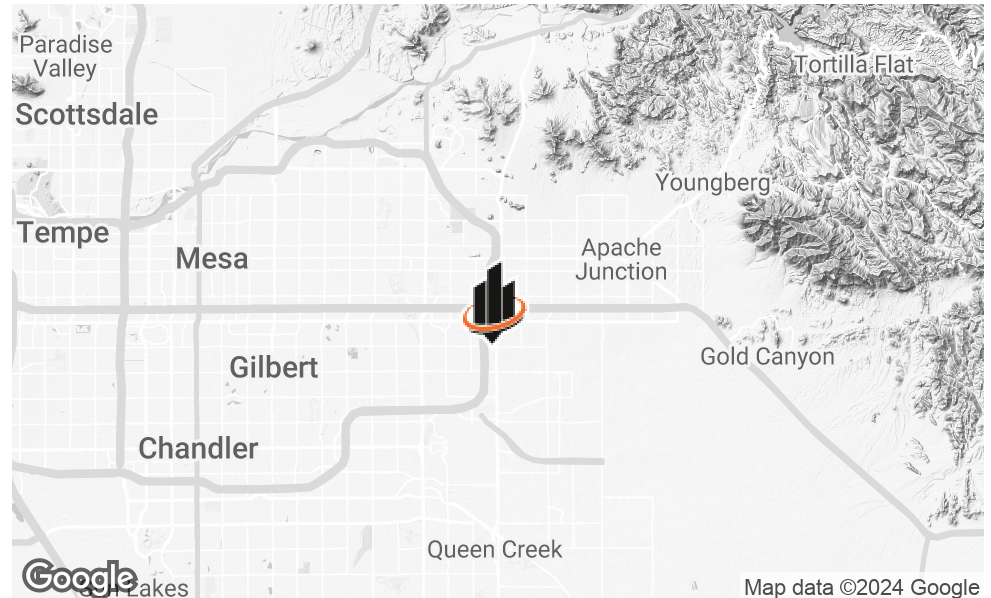 Paradise
Valley
Tortilla Flat
Scottsdale
Youngberg
Tempe
Mesa
Apache
Junction
Gilbert
Gold Canyon
Chandler
Queen Creek
Google
Lakes
Map data ©2024 Google